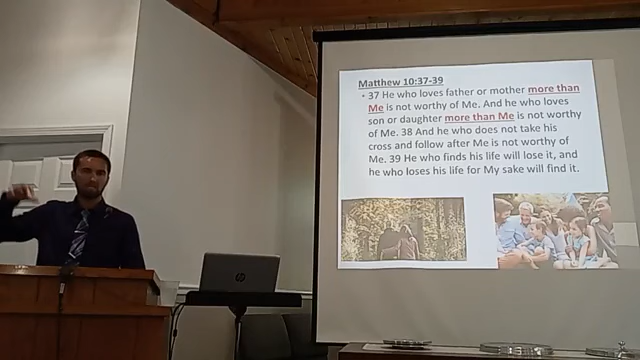 Matthew 10:37-39
• 37 He who loves father or mother more than
Me is not worthy of Me. And he who loves
son or daughter more than Me is not worthy
of Me. 38 And he who does not take his
cross and follow after Me is not worthy of
Me. 39 He who finds his life will lose it, and
he who loses his life for My sake will find it.
hp